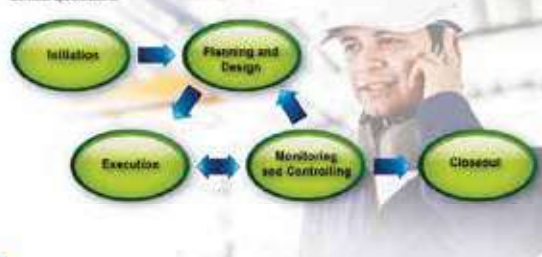 Initiation
Planning and
Design
Execution
Monitoring
and Controlling
Closeout